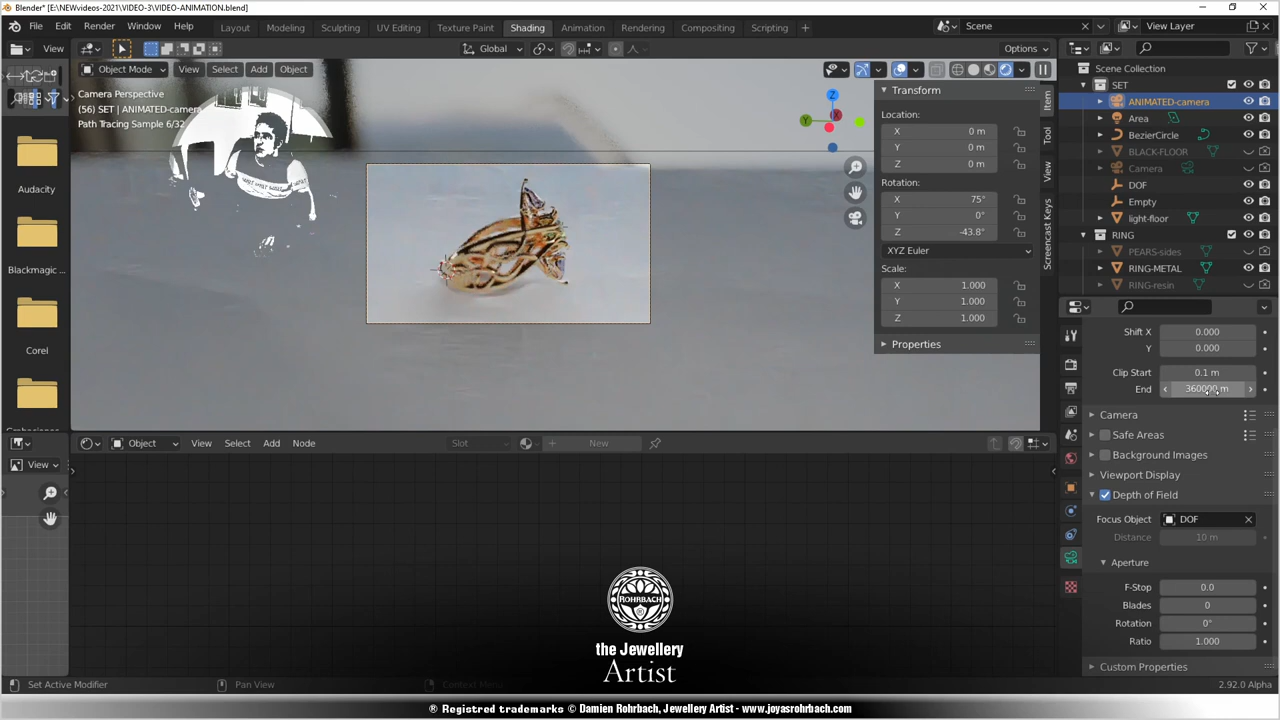 Blender* [E:\NEWvideos-2021\VIDEO-3\VIDEO-ANIMATION.blend]
File Edit Render Window Help
Layout Modeling Sculpting UV Editing Texture Paint Shading Animation Rendering Compositing Scripting
Scene
View Layer
View
Global
Options
Object Mode View Select Add Object
Camera Perspective
(56) SET | ANIMATED-camera
Path Tracing Sample 6/32
Audacity
Blackmagic ...
Corel
View
Z
Y
X
Transform
Location:
X 0 m
Y 0 m
Z 0 m
Rotation:
X 75°
Y 0°
Z -43.8°
XYZ Euler
Scale:
X 1.000
Y 1.000
Z 1.000
Properties
Item
Tool
View
Screencast Keys
Scene Collection
SET
ANIMATED-camera
Area
BezierCircle
BLACK-FLOOR
Camera
DOF
Empty
light-floor
RING
PEARS-sides
RING-METAL
RING-resin
Shift X 0.000
Y 0.000
Clip Start 0.1 m
End 360000 m
Camera
Safe Areas
Background Images
Viewport Display
Depth of Field
Focus Object DOF
Distance 10 m
Aperture
F-Stop 0.0
Blades 0
Rotation 0°
Ratio 1.000
Custom Properties
Object View Select Add Node
Slot
New
ROHRBACH
the Jewellery
Artist
Set Active Modifier
Pan View
Context Menu
2.92.0 Alpha
® Registered trademarks © Damien Rohrbach, Jewellery Artist - www.joyasrohrbach.com